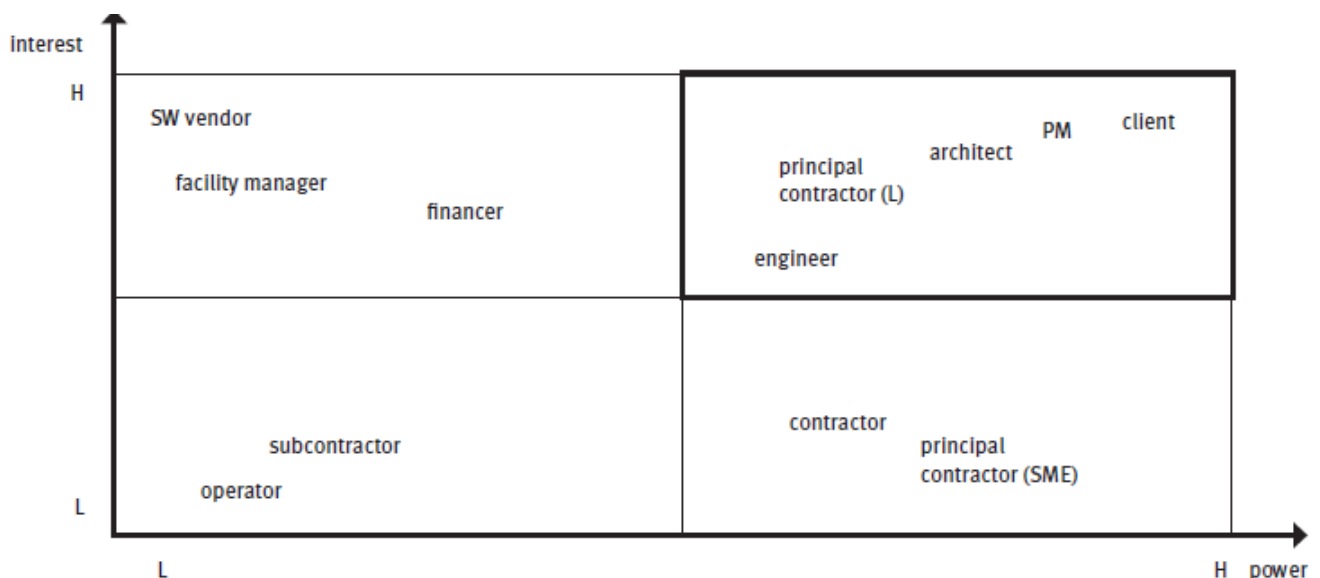 interest
H
SW vendor
client
PM
architect
principal
contractor (L)
facility manager
financer
engineer
contractor
subcontractor
principal
contractor (SME)
operator
L
L
H power